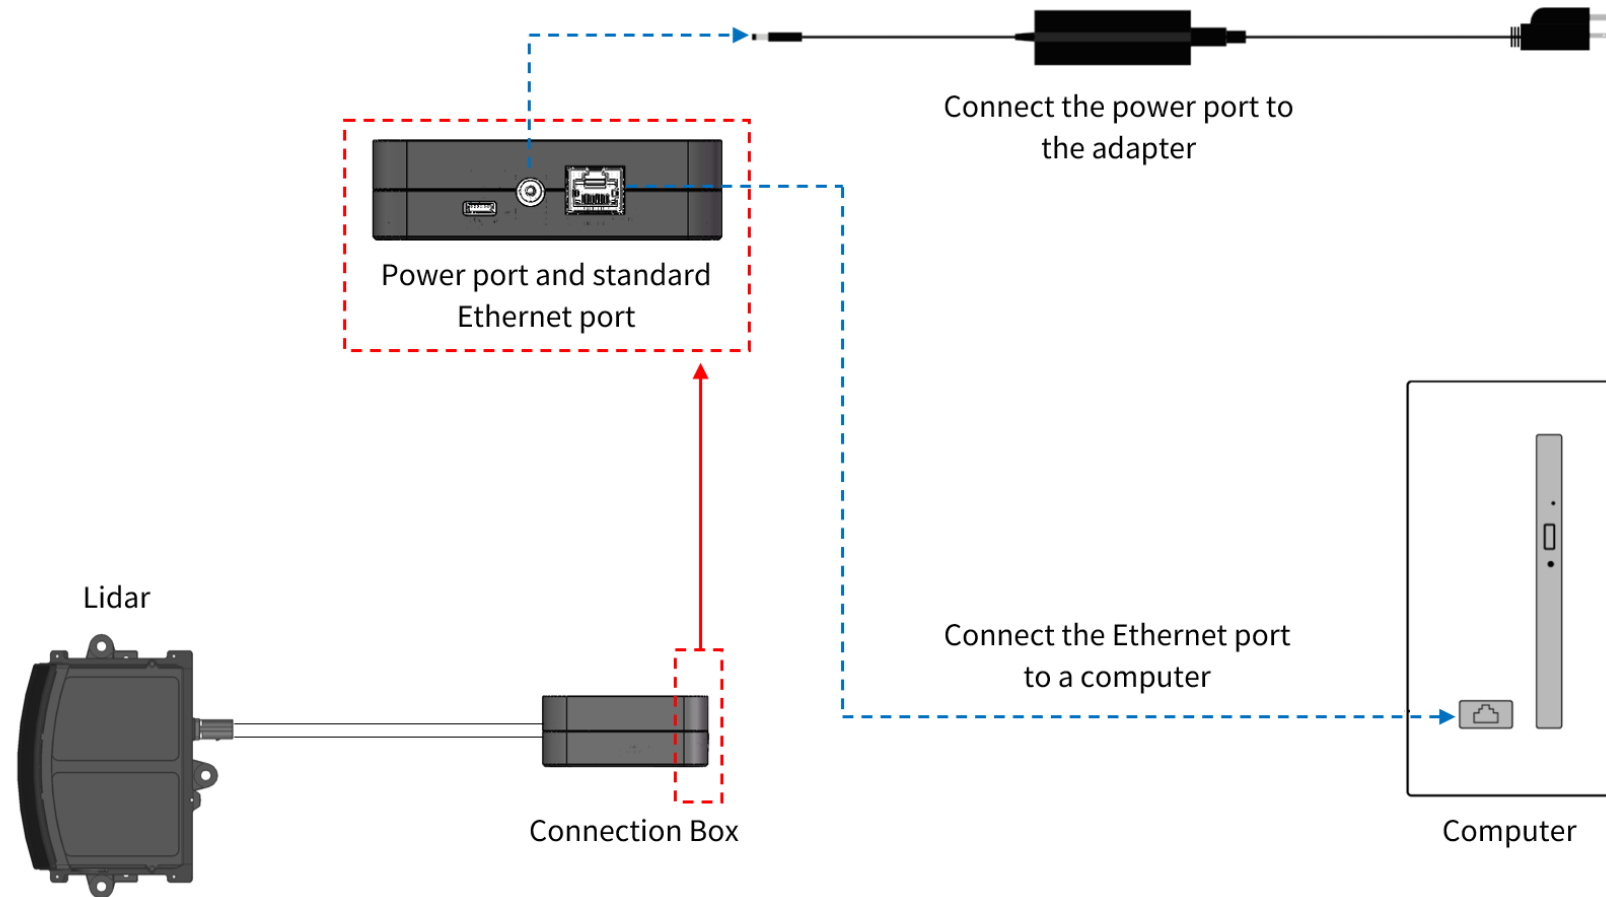 Connect the power port to
the adapter
Power port and standard
Ethernet port
Lidar
Connect the Ethernet port
to a computer
Connection Box
Computer